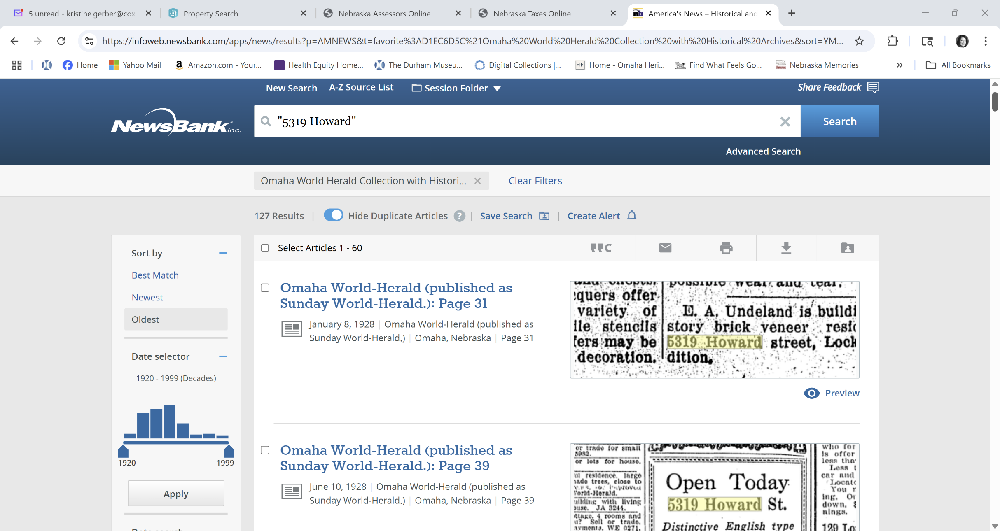 5 unread - kristine.gerber@cox.
Property Search
Nebraska Assessors Online
Nebraska Taxes Online
America's News – Historical and
https://infoweb.newsbank.com/apps/news/results?p=AMNEWS&t=favorite%3AD1EC6D5C%21Omaha%20World%20Herald%20Collection%20with%20Historical%20Archives&sort=YM...
Home
Yahoo Mail
Amazon.com - Your...
Health Equity Home...
The Durham Museu...
Digital Collections |...
Home - Omaha Heri...
Find What Feels Go...
Nebraska Memories
»
All Bookmarks
New Search
A-Z Source List
Session Folder
Share Feedback
NewsBank inc.
"5319 Howard"
Search
Advanced Search
Omaha World Herald Collection with Histori...
Clear Filters
127 Results
Hide Duplicate Articles
?
Save Search
Create Alert
Sort by
Best Match
Newest
Oldest
Date selector
1920 - 1999 (Decades)
1920
1999
Apply
Select Articles 1 - 60
Omaha World-Herald (published as
Sunday World-Herald.): Page 31
January 8, 1928 | Omaha World-Herald (published as
Sunday World-Herald.) | Omaha, Nebraska | Page 31
possible wear and tear.
quers offer
variety of
ile stencils
fers may be
decoration.
E. A. Undeland is buildi
story brick veneer resi
5319 Howard street, Lock
dition.
Preview
Omaha World-Herald (published as
Sunday World-Herald.): Page 39
June 10, 1928 | Omaha World-Herald (published as
Sunday World-Herald.) | Omaha, Nebraska | Page 39
or trade for small
5982.
or lots for house.
ul residence, large
close to
World-Herald.
with living
JA 3244.
4 rooms and
Sell or trade.
WE 0271.
Open Today
5319 Howard St.
Distinctive English type
who for
is offer
less tha
Less
car and
Locat
You
ing.
down,
nings.
129 Lo